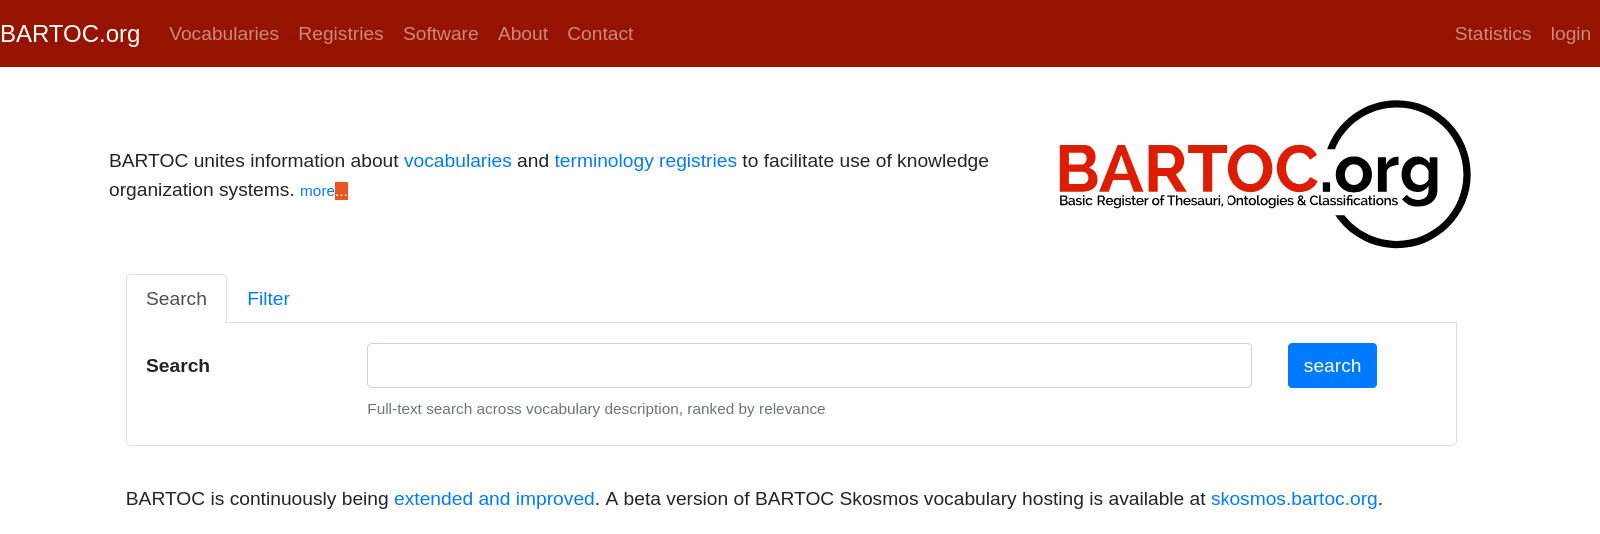 BARTOC.org Vocabularies Registries Software About Contact Statistics login
BARTOC unites information about vocabularies and terminology registries to facilitate use of knowledge
organization systems. more...
BARTOC.org
Basic Register of Thesauri, Ontologies & Classifications
Search Filter
Search search
Full-text search across vocabulary description, ranked by relevance
BARTOC is continuously being extended and improved. A beta version of BARTOC Skosmos vocabulary hosting is available at skosmos.bartoc.org.